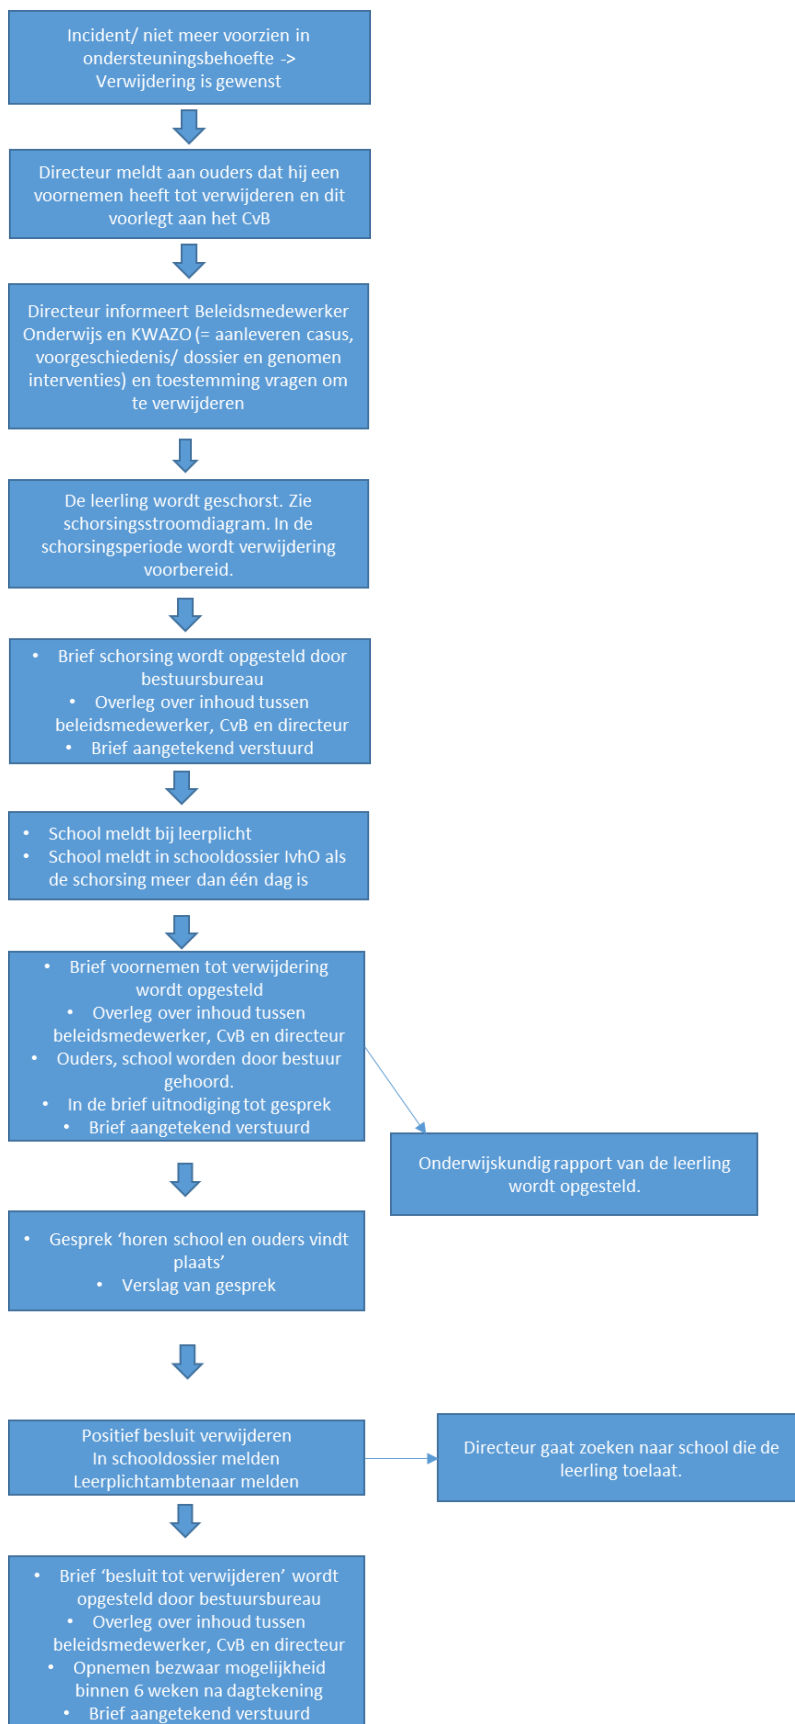 Incident/ niet meer voorzien in
ondersteuningsbehoefte ->
Verwijdering is gewenst
Directeur meldt aan ouders dat hij een
voornemen heeft tot verwijderen en dit
voorlegt aan het CvB
Directeur informeert Beleidsmedewerker
Onderwijs en KWAZO (= aanleveren casus,
voorgeschiedenis/ dossier en genomen
interventies) en toestemming vragen om
te verwijderen
De leerling wordt geschorst. Zie
schorsingsstroomdiagram. In de
schorsingsperiode wordt verwijdering
voorbereid.
• Brief schorsing wordt opgesteld door
bestuursbureau
• Overleg over inhoud tussen
beleidsmedewerker, CvB en directeur
• Brief aangetekend verstuurd
• School meldt bij leerplicht
• School meldt in schooldossier IvhO als
de schorsing meer dan één dag is
• Brief voornemen tot verwijdering
wordt opgesteld
• Overleg over inhoud tussen
beleidsmedewerker, CvB en directeur
• Ouders, school worden door bestuur
gehoord.
• In de brief uitnodiging tot gesprek
• Brief aangetekend verstuurd
Onderwijskundig rapport van de leerling
wordt opgesteld.
• Gesprek ‘horen school en ouders vindt
plaats’
• Verslag van gesprek
Positief besluit verwijderen
In schooldossier melden
Leerplichtambtenaar melden
Directeur gaat zoeken naar school die de
leerling toelaat.
• Brief ‘besluit tot verwijderen’ wordt
opgesteld door bestuursbureau
• Overleg over inhoud tussen
beleidsmedewerker, CvB en directeur
• Opnemen bezwaar mogelijkheid
binnen 6 weken na dagtekening
• Brief aangetekend verstuurd